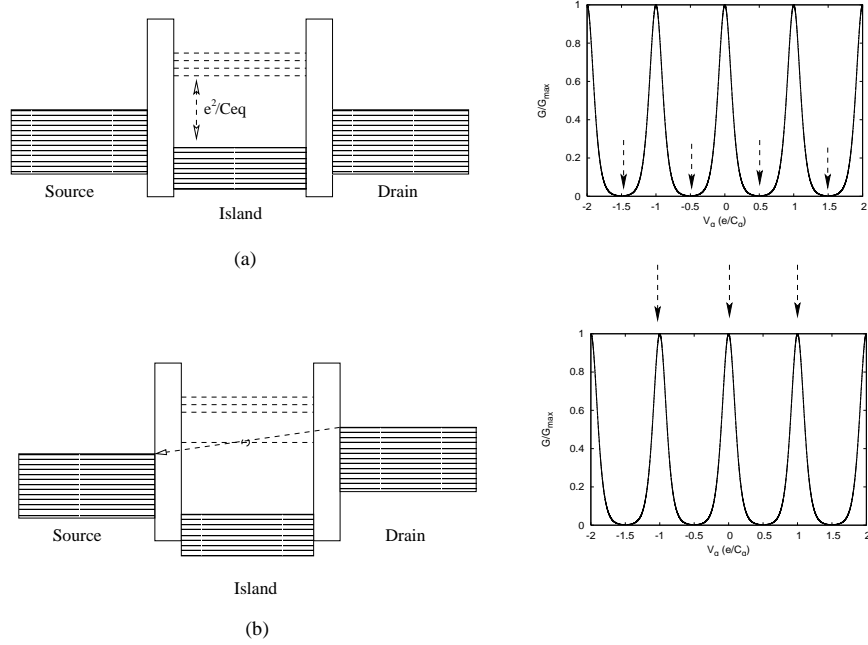 e²/Ceq
Source
Island
Drain
(a)
G/Gmax
1
0.8
0.6
0.4
0.2
0
-2 -1.5 -1 -0.5 0 0.5 1 1.5 2
Vg (e/Cg)
Source
Island
Drain
(b)
G/Gmax
1
0.8
0.6
0.4
0.2
0
-2 -1.5 -1 -0.5 0 0.5 1 1.5 2
Vg (e/Cg)